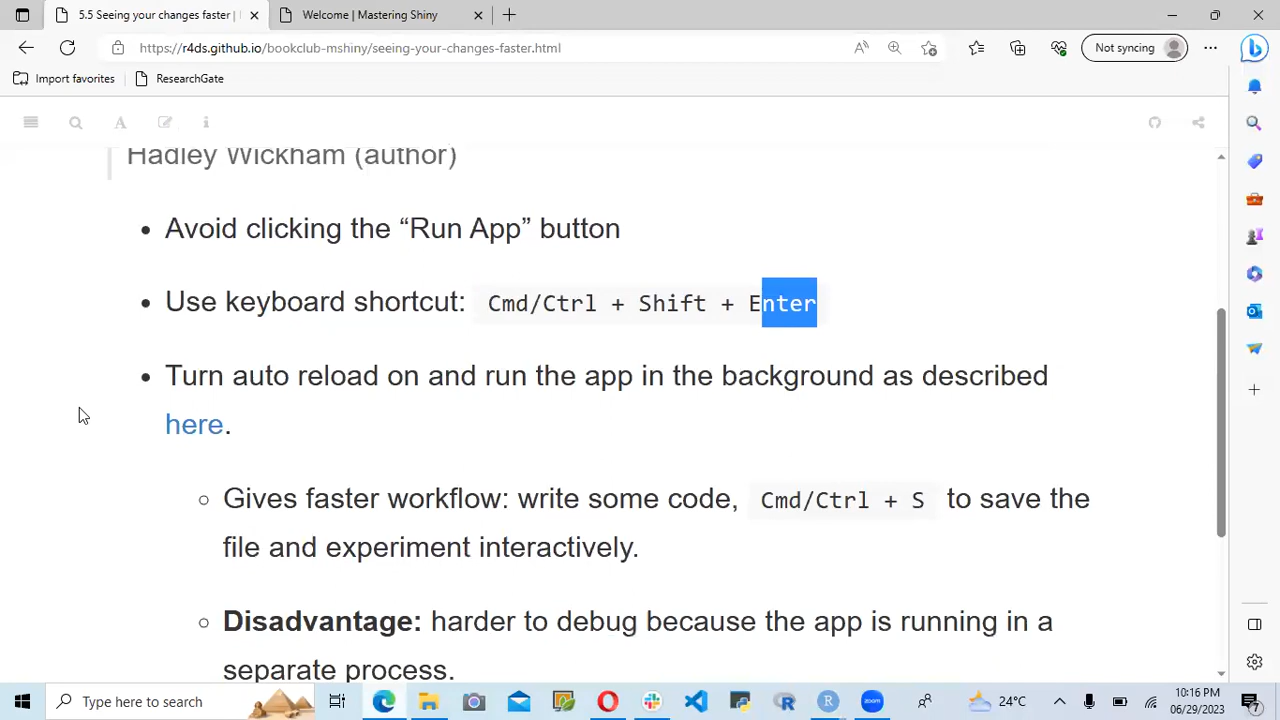 5.5 Seeing your changes faster |
Welcome | Mastering Shiny
https://r4ds.github.io/bookclub-mshiny/seeing-your-changes-faster.html
Not syncing
Import favorites
ResearchGate
Hadley Wickham (author)
• Avoid clicking the “Run App” button
• Use keyboard shortcut: Cmd/Ctrl + Shift + Enter
• Turn auto reload on and run the app in the background as described
here.
○ Gives faster workflow: write some code, Cmd/Ctrl + S to save the
file and experiment interactively.
○ Disadvantage: harder to debug because the app is running in a
separate process.
Type here to search
24°C
10:16 PM
06/29/2023